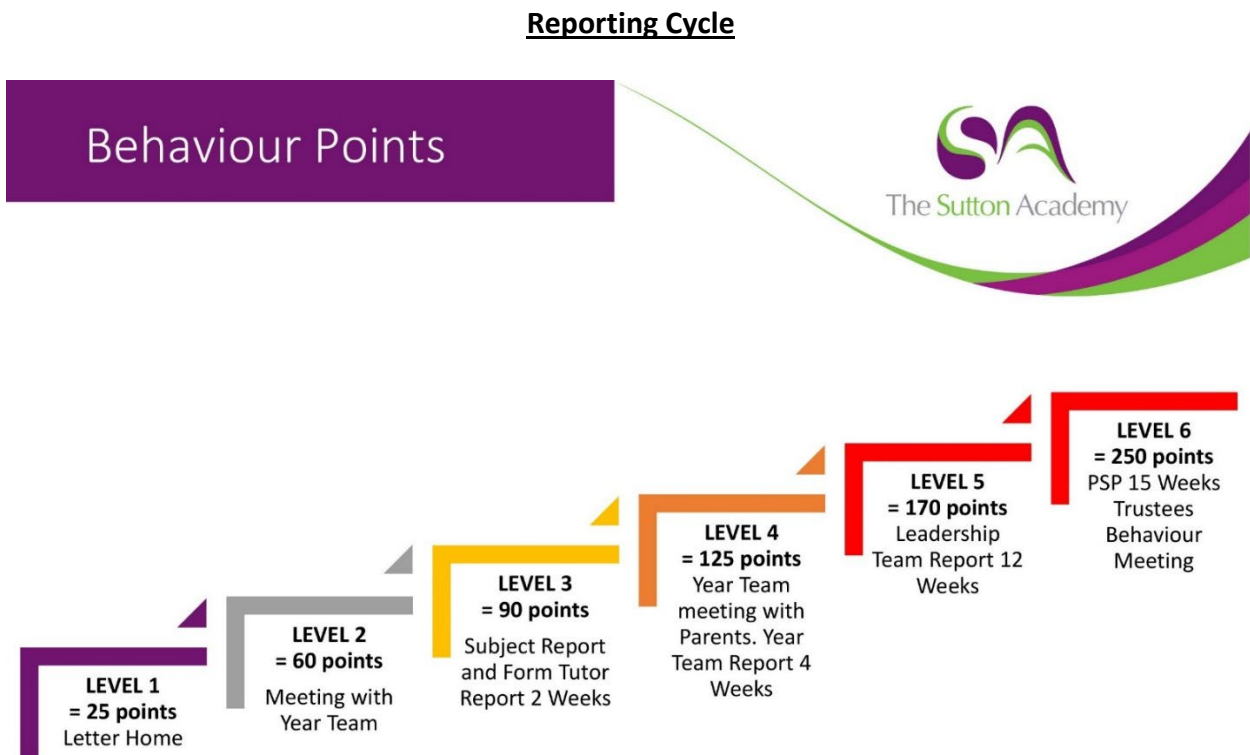 Reporting Cycle
Behaviour Points
SA
The Sutton Academy
LEVEL 1
= 25 points
Letter Home
LEVEL 2
= 60 points
Meeting with
Year Team
LEVEL 3
= 90 points
Subject Report
and Form Tutor
Report 2 Weeks
LEVEL 4
= 125 points
Year Team
meeting with
Parents. Year
Team Report 4
Weeks
LEVEL 5
= 170 points
Leadership
Team Report 12
Weeks
LEVEL 6
= 250 points
PSP 15 Weeks
Trustees
Behaviour
Meeting